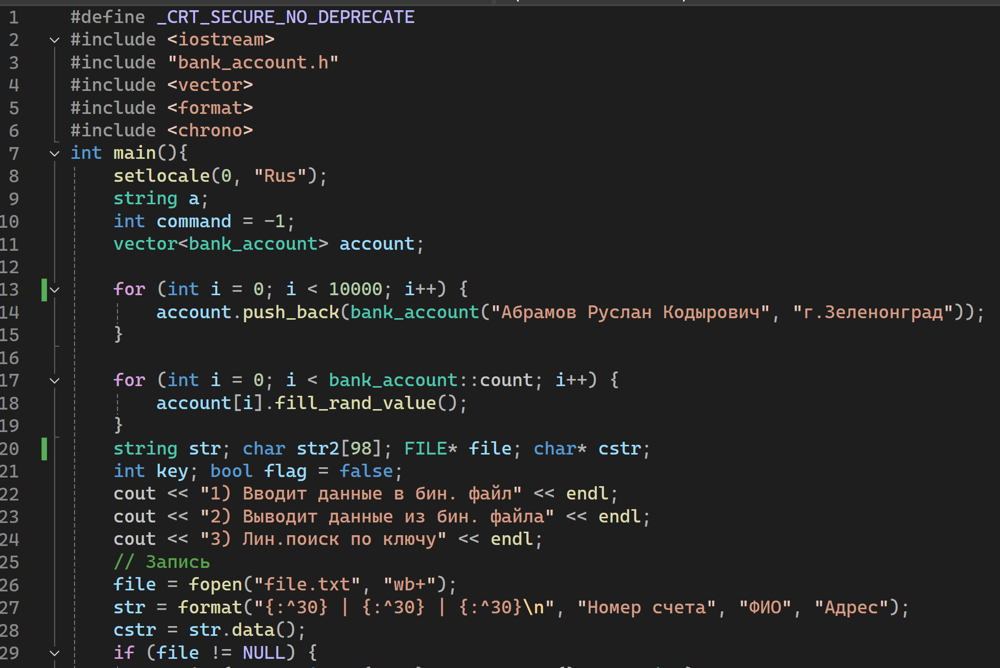 1 #define _CRT_SECURE_NO_DEPRECATE
2 #include <iostream>
3 #include "bank_account.h"
4 #include <vector>
5 #include <format>
6 #include <chrono>
7 int main(){
8 setlocale(0, "Rus");
9 string a;
10 int command = -1;
11 vector<bank_account> account;
12
13 for (int i = 0; i < 10000; i++) {
14 account.push_back(bank_account("Абрамов Руслан Кодырович", "г.Зеленонград"));
15 }
16
17 for (int i = 0; i < bank_account::count; i++) {
18 account[i].fill_rand_value();
19 }
20 string str; char str2[98]; FILE* file; char* cstr;
21 int key; bool flag = false;
22 cout << "1) Вводит данные в бин. файл" << endl;
23 cout << "2) Выводит данные из бин. файла" << endl;
24 cout << "3) Лин.поиск по ключу" << endl;
25 // Запись
26 file = fopen("file.txt", "wb+");
27 str = format("{:^30} | {:^30} | {:^30}\n", "Номер счета", "ФИО", "Адрес");
28 cstr = str.data();
29 if (file != NULL) {